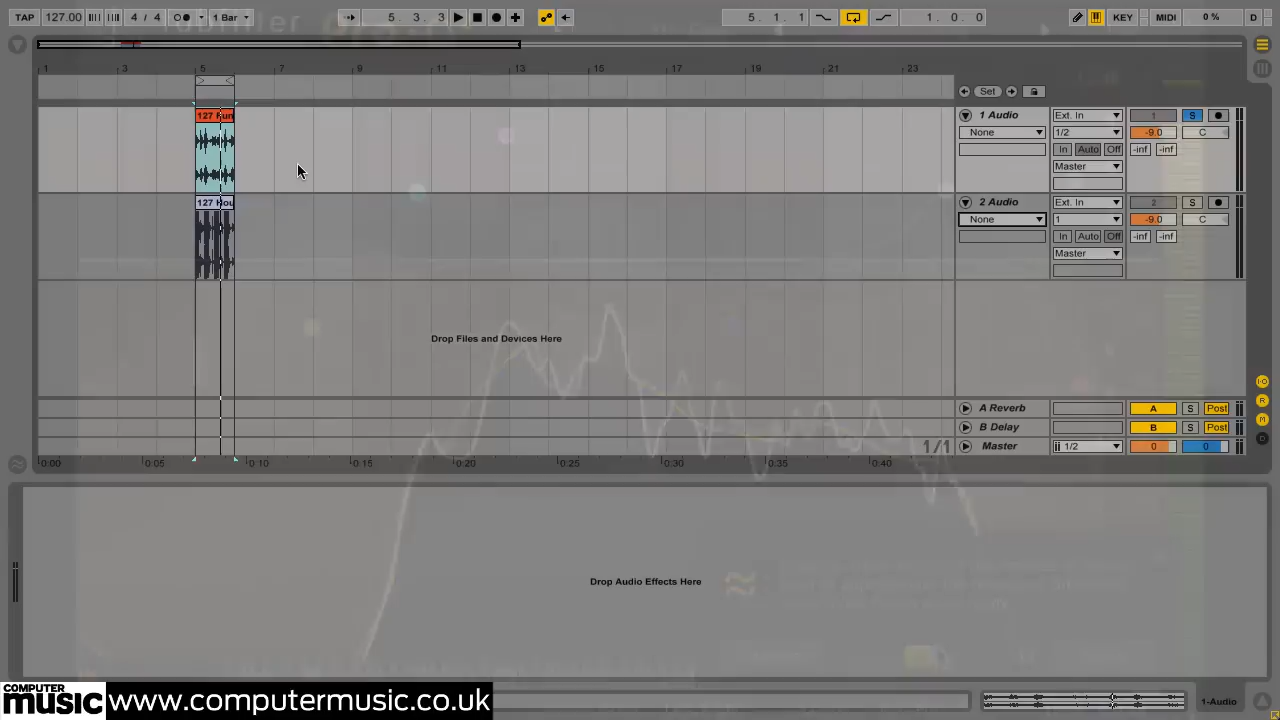 TAP 127.00 4 / 4 1 Bar 5. 3. 3 5. 1. 1 1. 0. 0 KEY MIDI 0 % D
1 3 5 7 9 11 13 15 17 19 21 23
Set
127 Fun
1 Audio Ext. In 1 S
None 1/2 -9.0 C
In Auto Off -inf -inf
Master
127 Hou
2 Audio Ext. In 2 S
None 1 -9.0 C
In Auto Off -inf -inf
Master
Drop Files and Devices Here
I·O
R
M
D
A Reverb A S Post
B Delay B S Post
1/1 Master 1/2 0 0
0:00 0:05 0:10 0:15 0:20 0:25 0:30 0:35 0:40
Drop Audio Effects Here
COMPUTER
music www.computermusic.co.uk
1-Audio